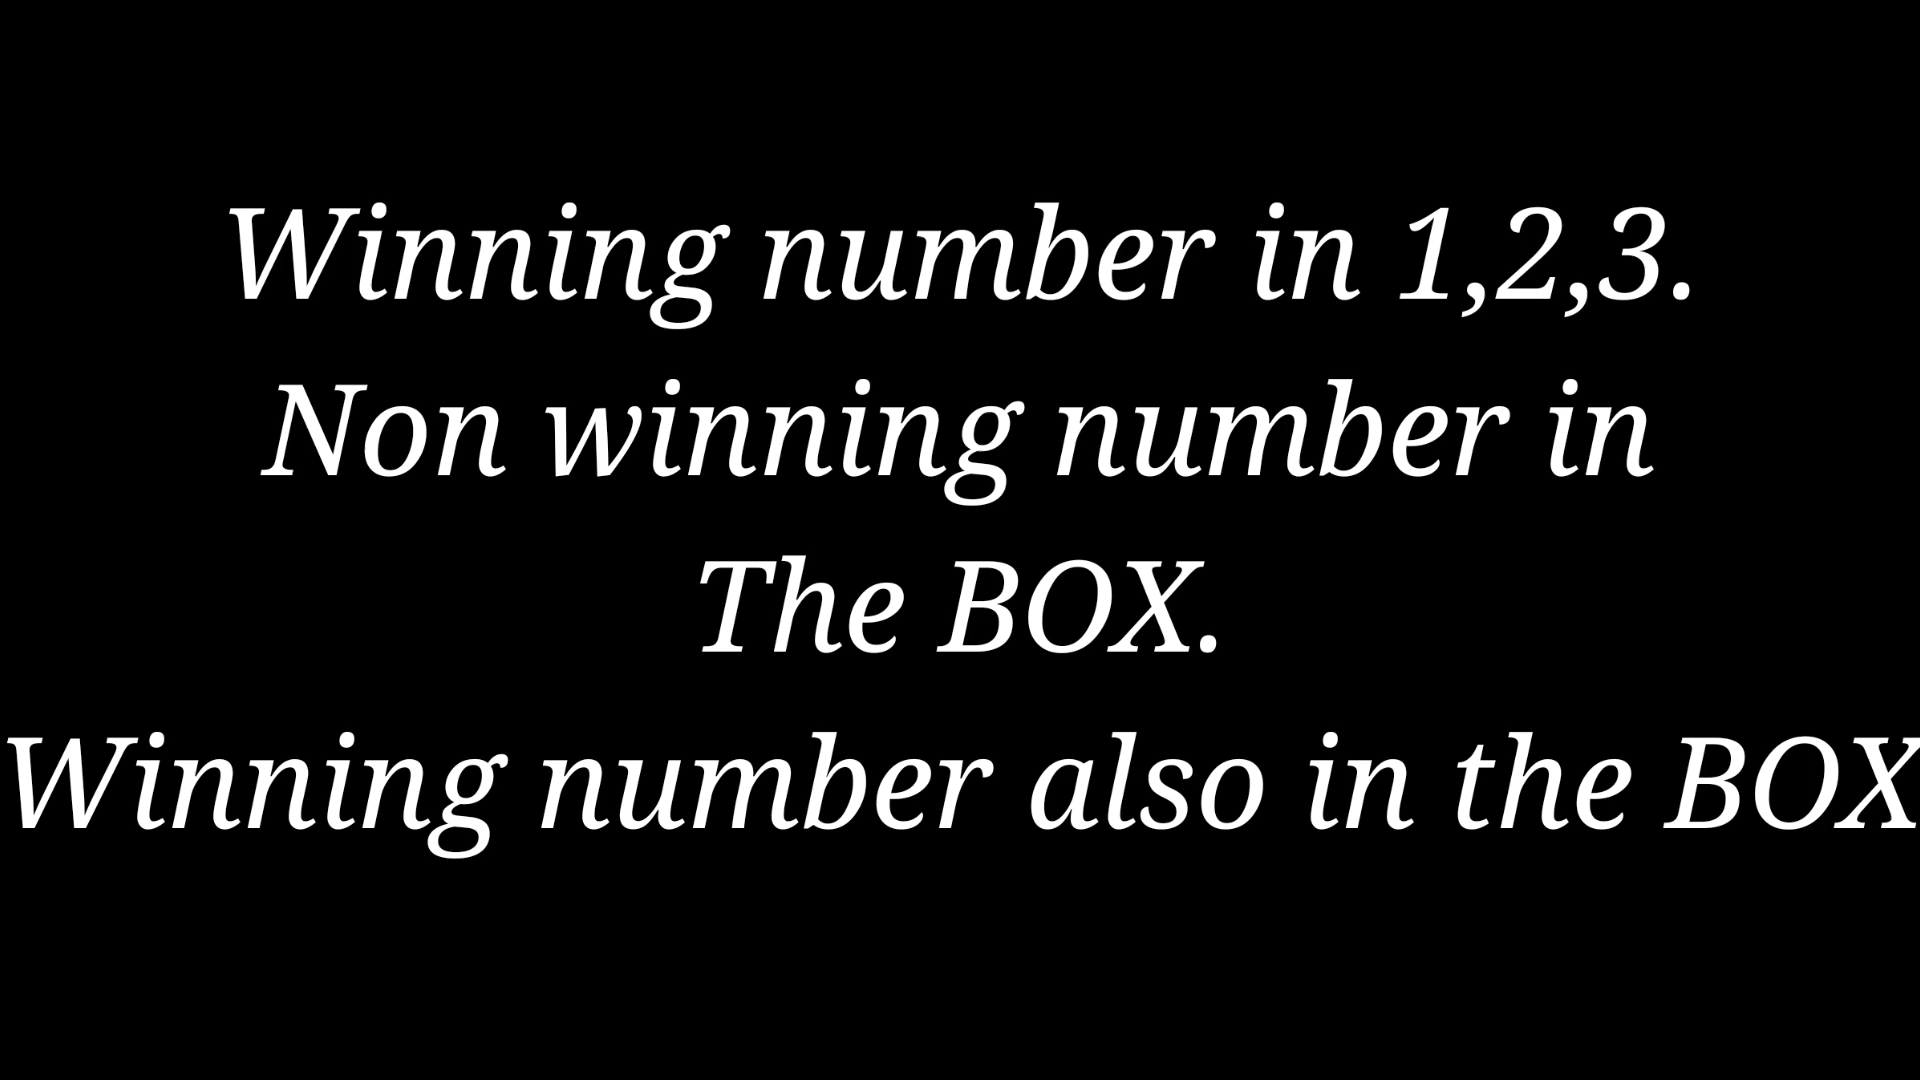 Winning number in 1,2,3.
Non winning number in
The BOX.
Winning number also in the BOX